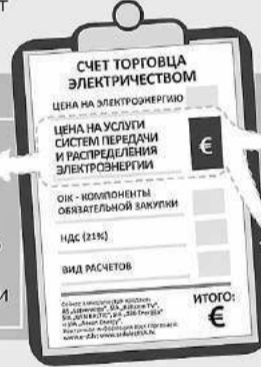 Т
СЧЕТ ТОРГОВЦА
ЭЛЕКТРИЧЕСТВОМ
ЦЕНА НА ЭЛЕКТРОЭНЕРГИЮ
ЦЕНА НА УСЛУГИ
СИСТЕМ ПЕРЕДАЧИ
И РАСПРЕДЕЛЕНИЯ
ЭЛЕКТРОЭНЕРГИИ
€
ОІК - КОМПОНЕНТЫ
ОБЯЗАТЕЛЬНОЙ ЗАКУПКИ
НДС (21%)
ВИД РАСЧЕТОВ
И
ИТОГО:
€